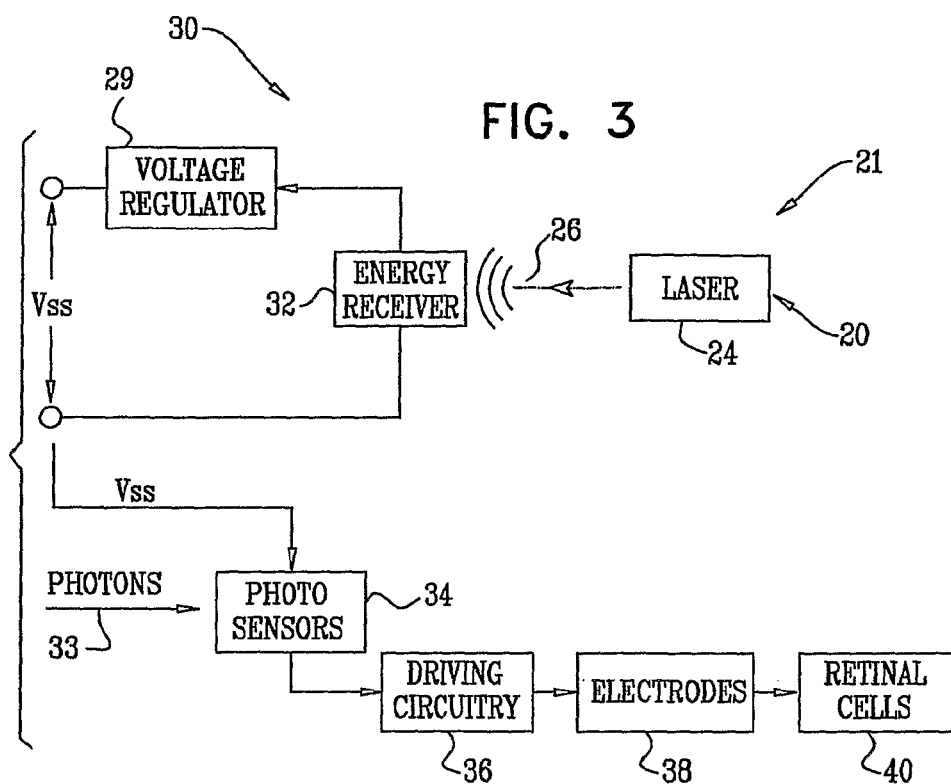 30
29
FIG. 3
VOLTAGE
REGULATOR
21
26
ENERGY
RECEIVER
32
LASER
24
20
Vss
Vss
PHOTONS
33
PHOTO
SENSORS
34
DRIVING
CIRCUITRY
36
ELECTRODES
38
RETINAL
CELLS
40